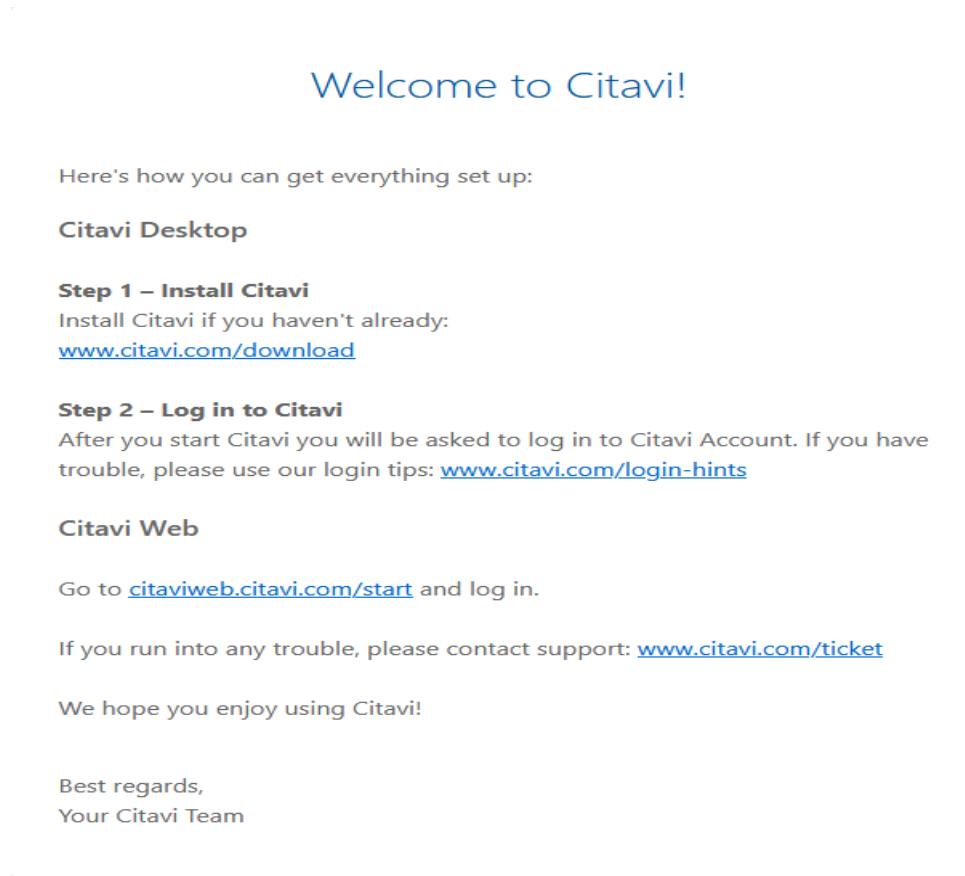 Welcome to Citavi!
Here's how you can get everything set up:
Citavi Desktop
Step 1 – Install Citavi
Install Citavi if you haven't already:
www.citavi.com/download
Step 2 – Log in to Citavi
After you start Citavi you will be asked to log in to Citavi Account. If you have
trouble, please use our login tips: www.citavi.com/login-hints
Citavi Web
Go to citaviweb.citavi.com/start and log in.
If you run into any trouble, please contact support: www.citavi.com/ticket
We hope you enjoy using Citavi!
Best regards,
Your Citavi Team